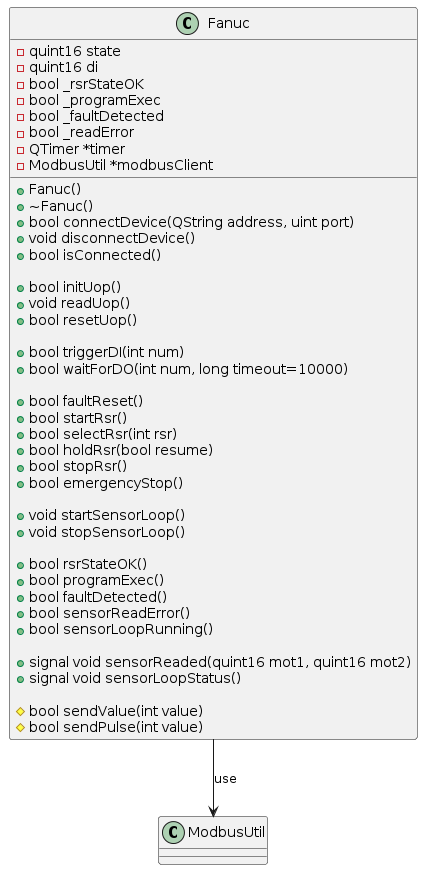 C Fanuc
quint16 state
quint16 di
bool _rsrStateOK
bool _programExec
bool _faultDetected
bool _readError
QTimer *timer
ModbusUtil *modbusClient
Fanuc()
~Fanuc()
bool connectDevice(QString address, uint port)
void disconnectDevice()
bool isConnected()
bool initUop()
void readUop()
bool resetUop()
bool triggerDI(int num)
bool waitForDO(int num, long timeout=10000)
bool faultReset()
bool startRsr()
bool selectRsr(int rsr)
bool holdRsr(bool resume)
bool stopRsr()
bool emergencyStop()
void startSensorLoop()
void stopSensorLoop()
bool rsrStateOK()
bool programExec()
bool faultDetected()
bool sensorReadError()
bool sensorLoopRunning()
signal void sensorReaded(quint16 mot1, quint16 mot2)
signal void sensorLoopStatus()
bool sendValue(int value)
bool sendPulse(int value)
use
C ModbusUtil